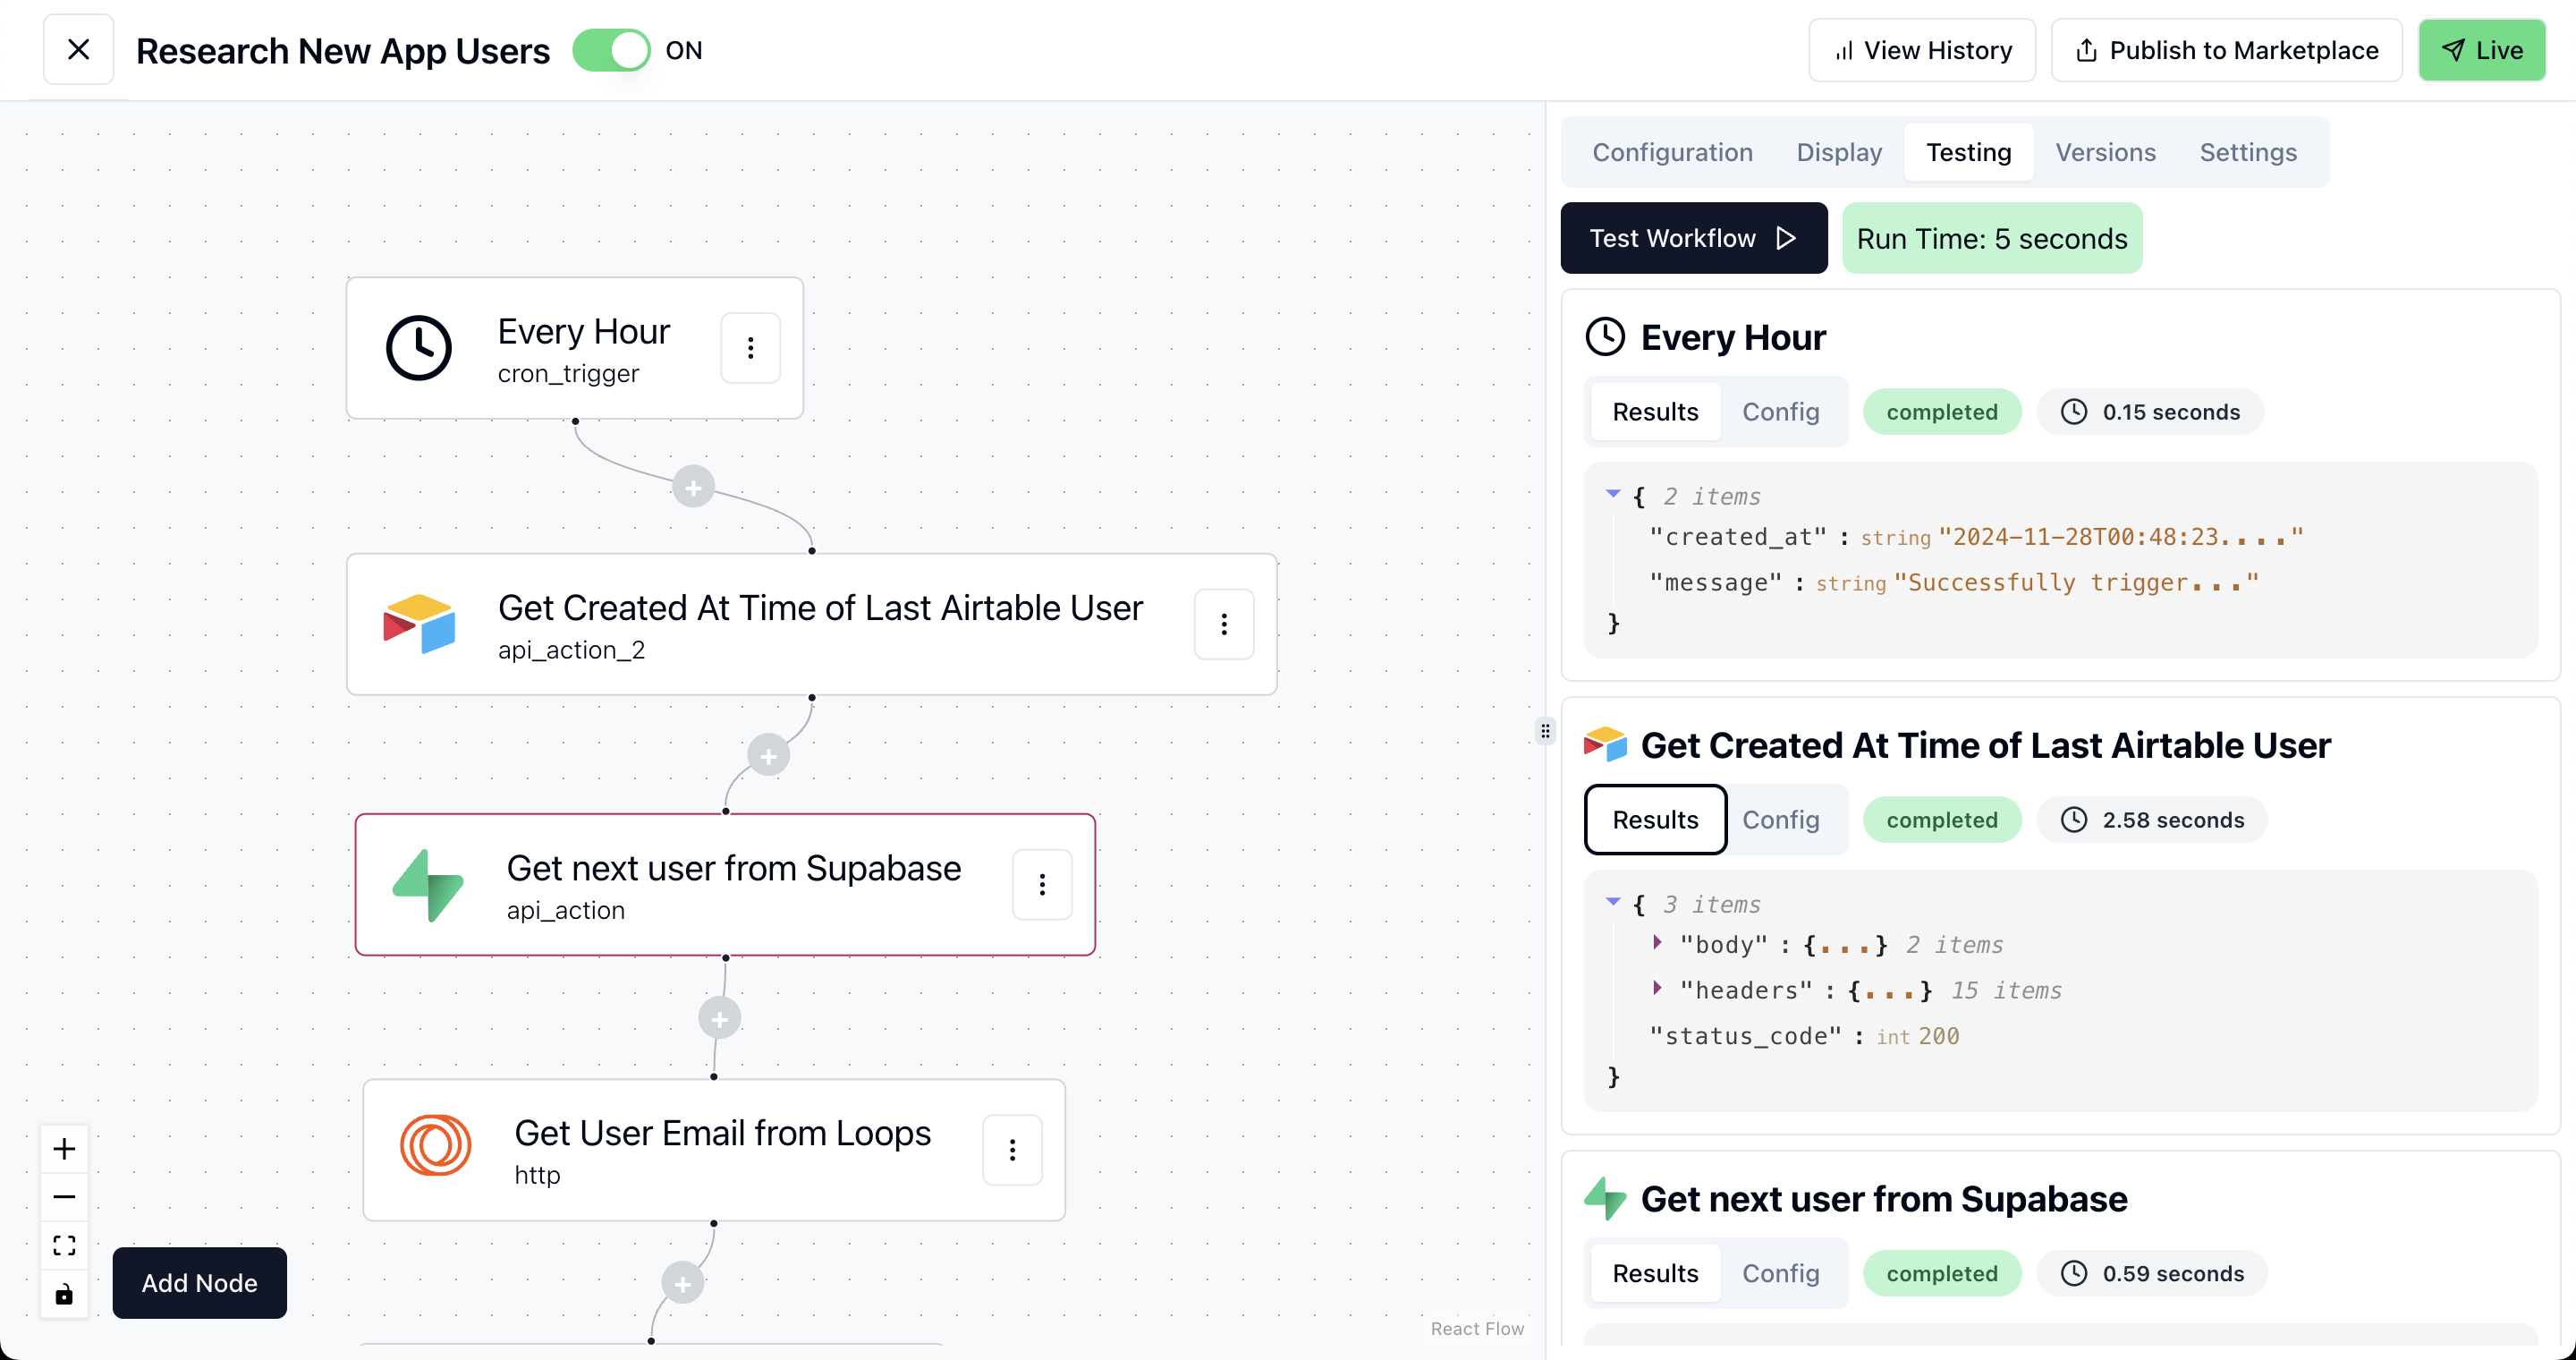 Research New App Users
ON
View History
Publish to Marketplace
Live
Every Hour
cron_trigger
Get Created At Time of Last Airtable User
api_action_2
Get next user from Supabase
api_action
Get User Email from Loops
http
Add Node
React Flow
Configuration
Display
Testing
Versions
Settings
Test Workflow
Run Time: 5 seconds
Every Hour
Results
Config
completed
0.15 seconds
{ 2 items
"created_at" : string "2024-11-28T00:48:23...."
"message" : string "Successfully trigger..."
}
Get Created At Time of Last Airtable User
Results
Config
completed
2.58 seconds
{ 3 items
"body" : {...} 2 items
"headers" : {...} 15 items
"status_code" : int 200
}
Get next user from Supabase
Results
Config
completed
0.59 seconds